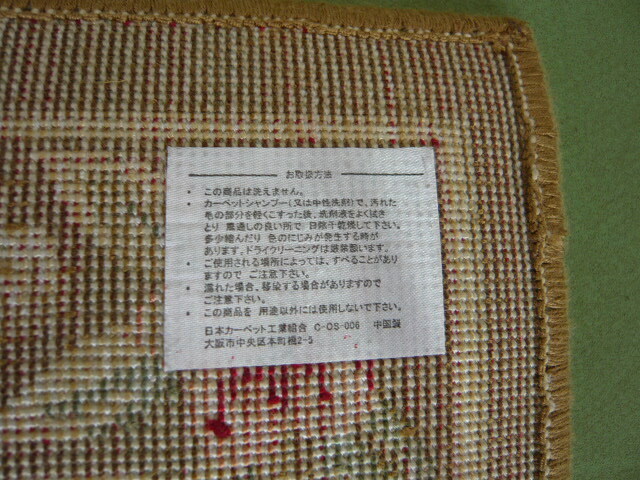 お取扱方法
・ この商品は洗えません。
・ カーペットシャンプー(又は中性洗剤)で、汚れた
毛の部分を軽くこすった後、洗剤液をよく拭き
とり 風通しの良い所で 日陰干乾燥して下さい。
多少縮んだり 色のにじみが発生する時が
あります。ドライクリーニングは御遠慮願います。
・ ご使用される場所によっては、すべることがあり
ますので ご注意下さい。
・ 濡れた場合、移染する場合がありますので
ご注意下さい。
・ この商品を 用途以外には使用しないで下さい。
日本カーペット工業組合 C-OS-006 中国製
大阪市中央区本町橋2-5